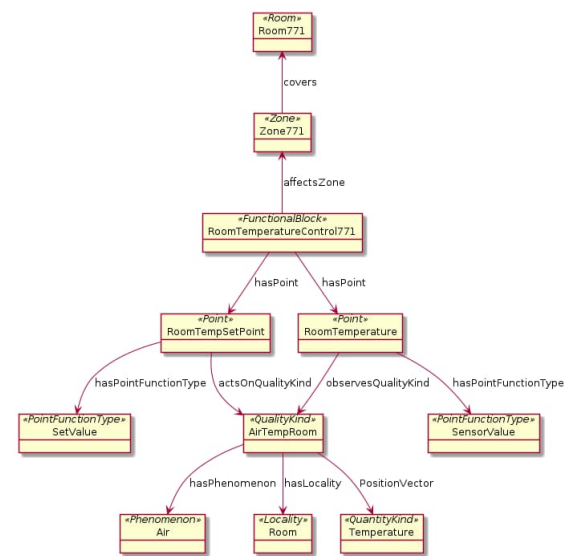 «Room»
Room771
covers
«Zone»
Zone771
affectsZone
«FunctionalBlock»
RoomTemperatureControl771
hasPoint hasPoint
«Point» «Point»
RoomTempSetPoint RoomTemperature
hasPointFunctionType actsOnQualityKind observesQualityKind hasPointFunctionType
«PointFunctionType» «QualityKind» «PointFunctionType»
SetValue AirTempRoom SensorValue
hasPhenomenon hasLocality PositionVector
«Phenomenon» «Locality» «QuantityKind»
Air Room Temperature